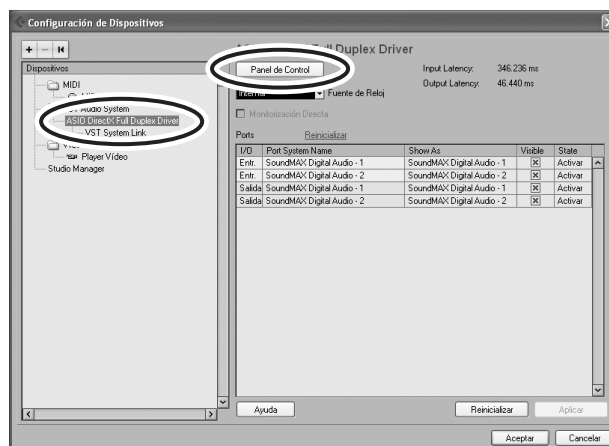 Configuración de Dispositivos
Dispositivos
MIDI
Audio System
ASIO DirectX Full Duplex Driver
VST System Link
Player Vídeo
Studio Manager
Full Duplex Driver
Panel de Control
Input Latency: 346.236 ms
Output Latency: 46.440 ms
Fuente de Reloj
Monitorización Directa
Ports Reinicializar
I/O Port System Name Show As Visible State
Entr. SoundMAX Digital Audio - 1 SoundMAX Digital Audio - 1 Activar
Entr. SoundMAX Digital Audio - 2 SoundMAX Digital Audio - 2 Activar
Salida SoundMAX Digital Audio - 1 SoundMAX Digital Audio - 1 Activar
Salida SoundMAX Digital Audio - 2 SoundMAX Digital Audio - 2 Activar
Ayuda Reinicializar Aplicar
Aceptar Cancelar